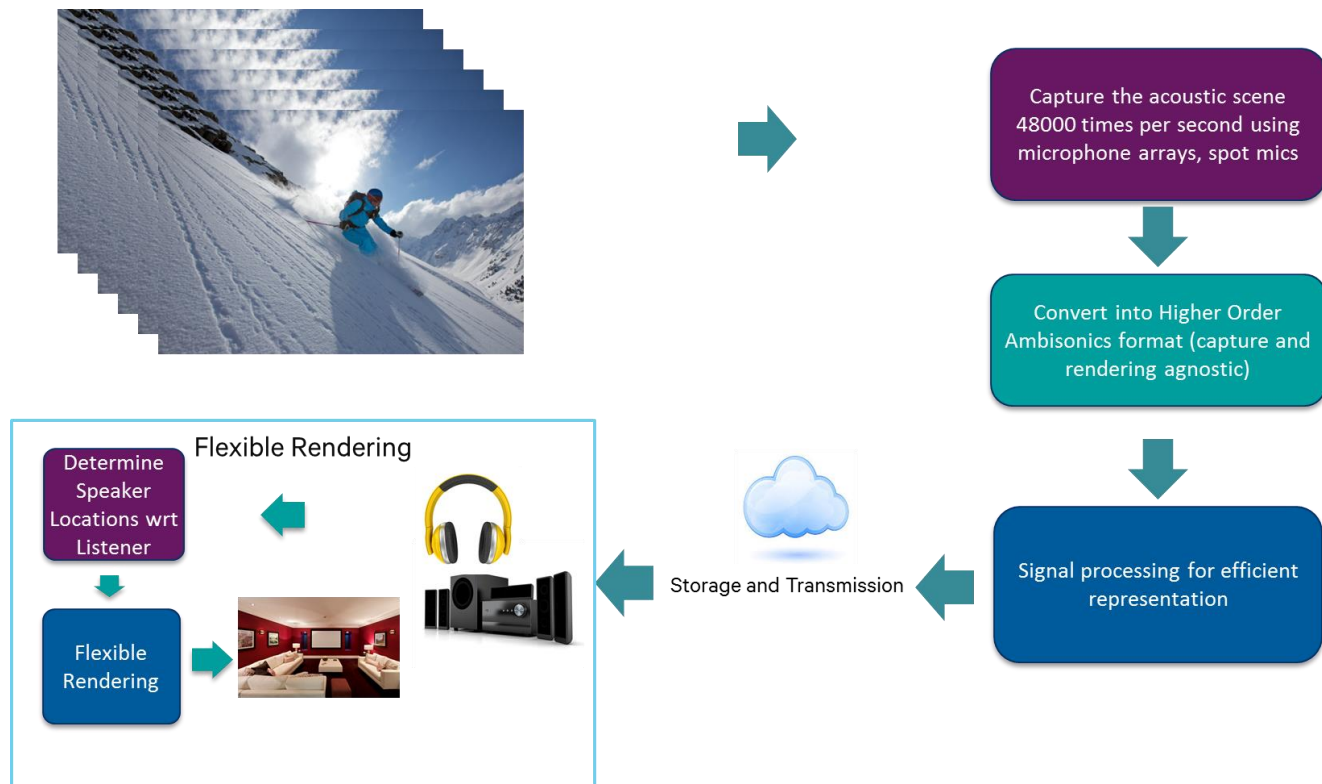 Capture the acoustic scene
48000 times per second using
microphone arrays, spot mics
Convert into Higher Order
Ambisonics format (capture and
rendering agnostic)
Signal processing for efficient
representation
Storage and Transmission
Flexible Rendering
Determine
Speaker
Locations wrt
Listener
Flexible
Rendering